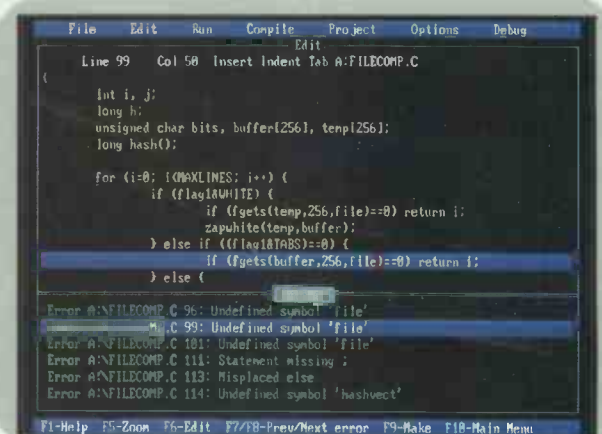 File Edit Run Compile Project Options Debug
Edit
Line 99 Col 50 Insert Indent Tab A:FILECOMP.C
{
int i, j;
long h;
unsigned char bits, buffer[256], temp[256];
long hash();
for (i=0; i<MAXLINES; i++) {
if (flag1&WHITE) {
if (fgets(temp,256,file)==0) return i;
zapwhite(temp,buffer);
} else if ((flag1&TABS)==0) {
if (fgets(buffer,256,file)==0) return i;
} else {
Error A:\FILECOMP.C 96: Undefined symbol 'file'
.C 99: Undefined symbol 'file'
Error A:\FILECOMP.C 101: Undefined symbol 'file'
Error A:\FILECOMP.C 111: Statement missing ;
Error A:\FILECOMP.C 113: Misplaced else
Error A:\FILECOMP.C 114: Undefined symbol 'hashvect'
F1-Help F5-Zoom F6-Edit F7/F8-Prev/Next error F9-Make F10-Main Menu